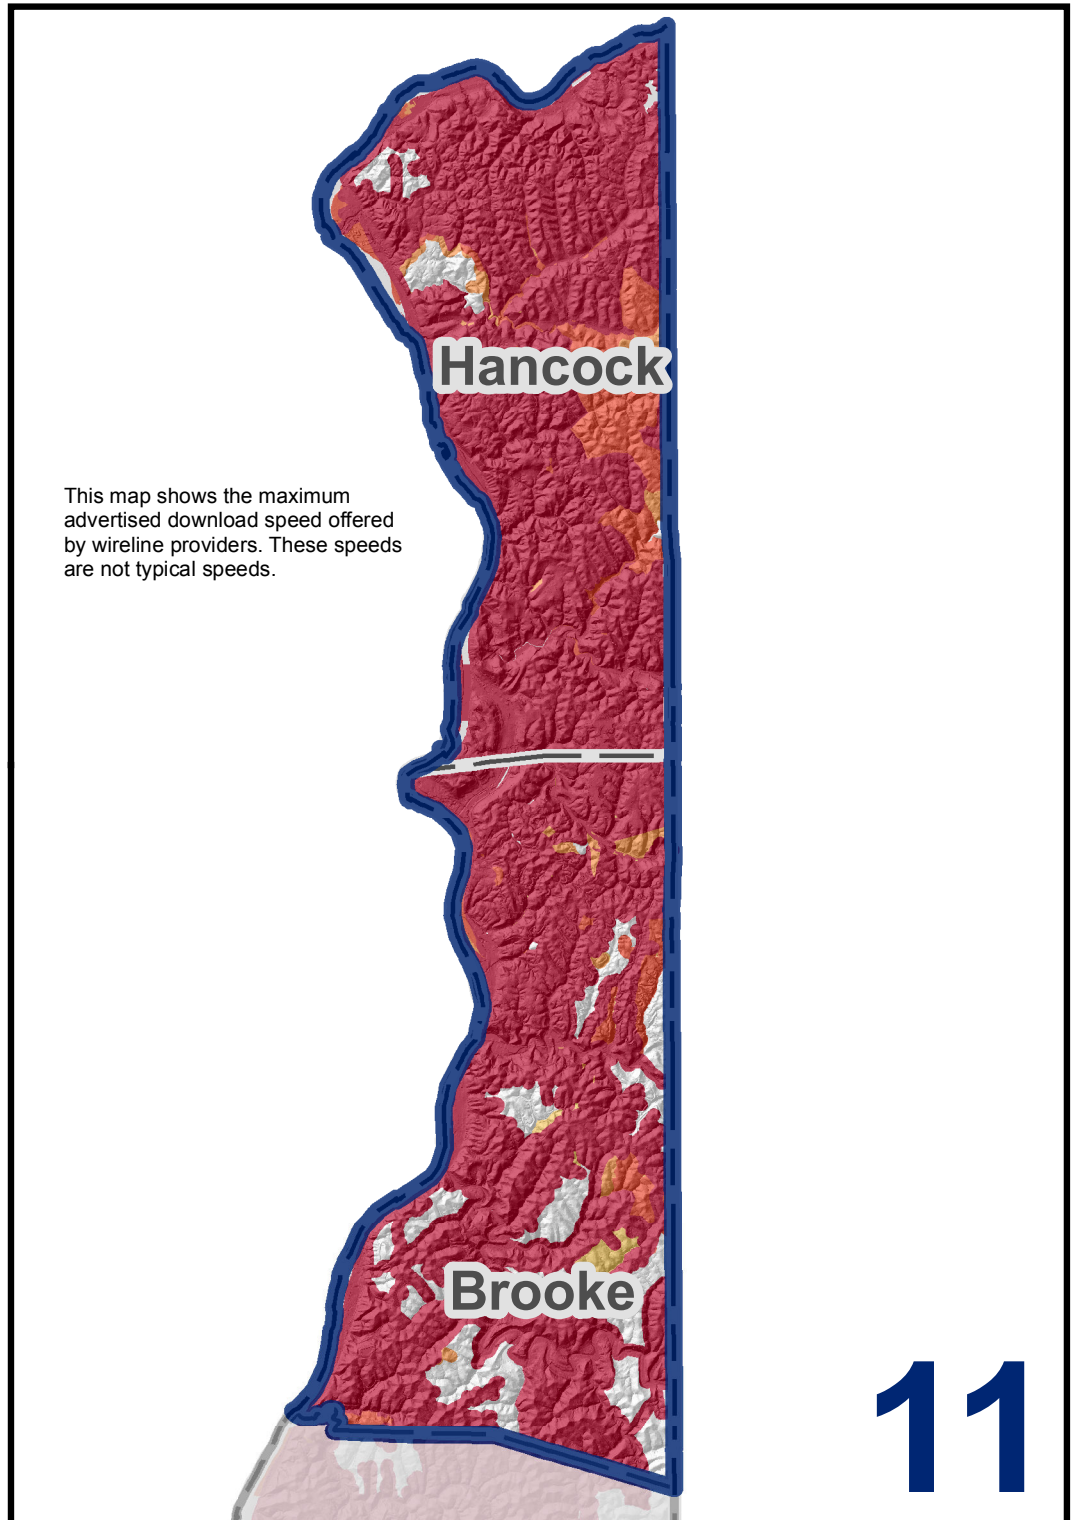 Hancock
This map shows the maximum
advertised download speed offered
by wireline providers. These speeds
are not typical speeds.
Brooke
11